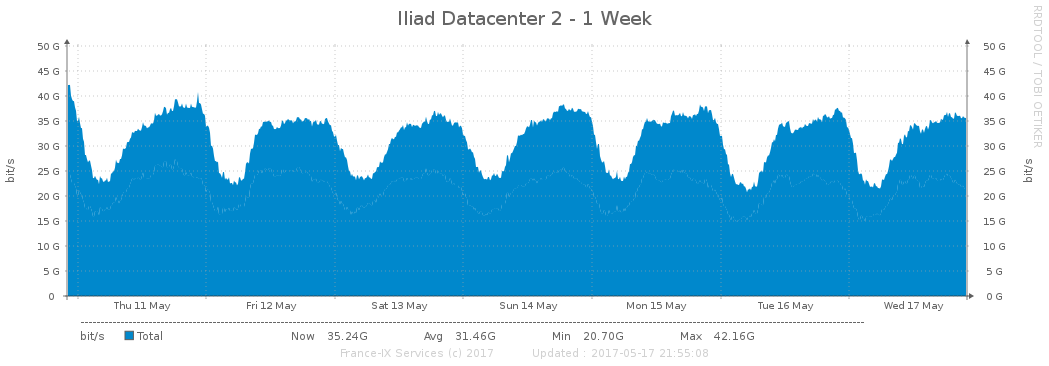 Iliad Datacenter 2 - 1 Week
RRDTOOL / TOBI OETIKER
50 G 50 G
45 G 45 G
40 G 40 G
35 G 35 G
30 G 30 G
25 G 25 G
20 G 20 G
15 G 15 G
10 G 10 G
5 G 5 G
0 0 G
bit/s bit/s
Thu 11 May Fri 12 May Sat 13 May Sun 14 May Mon 15 May Tue 16 May Wed 17 May
bit/s Total Now 35.24G Avg 31.46G Min 20.70G Max 42.16G
France-IX Services (c) 2017 Updated : 2017-05-17 21:55:08